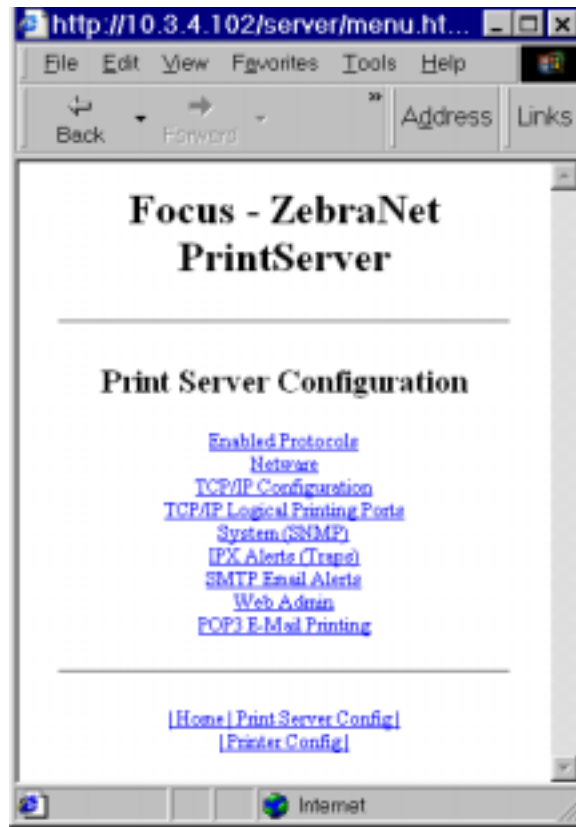 http://10.3.4.102/server/menu.ht...
File Edit View Favorites Tools Help
Back Forward » Address Links
Focus - ZebraNet
PrintServer
Print Server Configuration
Enabled Protocols
Netware
TCP/IP Configuration
TCP/IP Logical Printing Ports
System (SNMP)
IPX Alerts (Traps)
SMTP Email Alerts
Web Admin
POP3 E-Mail Printing
| Home | Print Server Config |
| Printer Config |
Internet